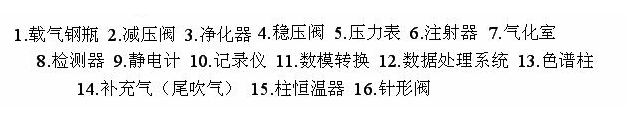 1.载气钢瓶 2.减压阀 3.净化器 4.稳压阀 5.压力表 6.注射器 7.气化室
8.检测器 9.静电计 10.记录仪 11.数模转换 12.数据处理系统 13.色谱柱
14.补充气（尾吹气） 15.柱恒温器 16.针形阀